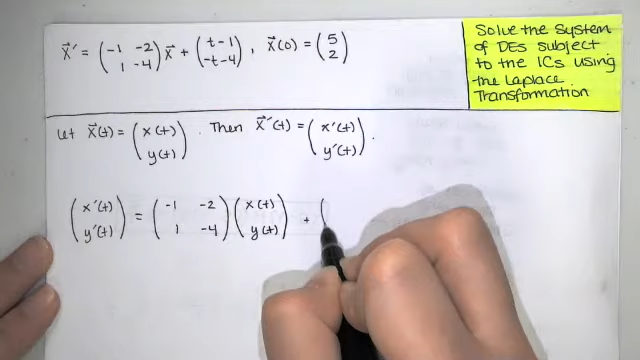 x⃗' = (-1 -2; 1 -4) x⃗ + (t-1; -t-4), x⃗(0) = (5; 2)
Solve the System
of DEs subject
to the ICs using
the Laplace
Transformation
Let x⃗(t) = (x(t); y(t)). Then x⃗'(t) = (x'(t); y'(t)).
(x'(t); y'(t)) = (-1 -2; 1 -4) (x(t); y(t)) + (